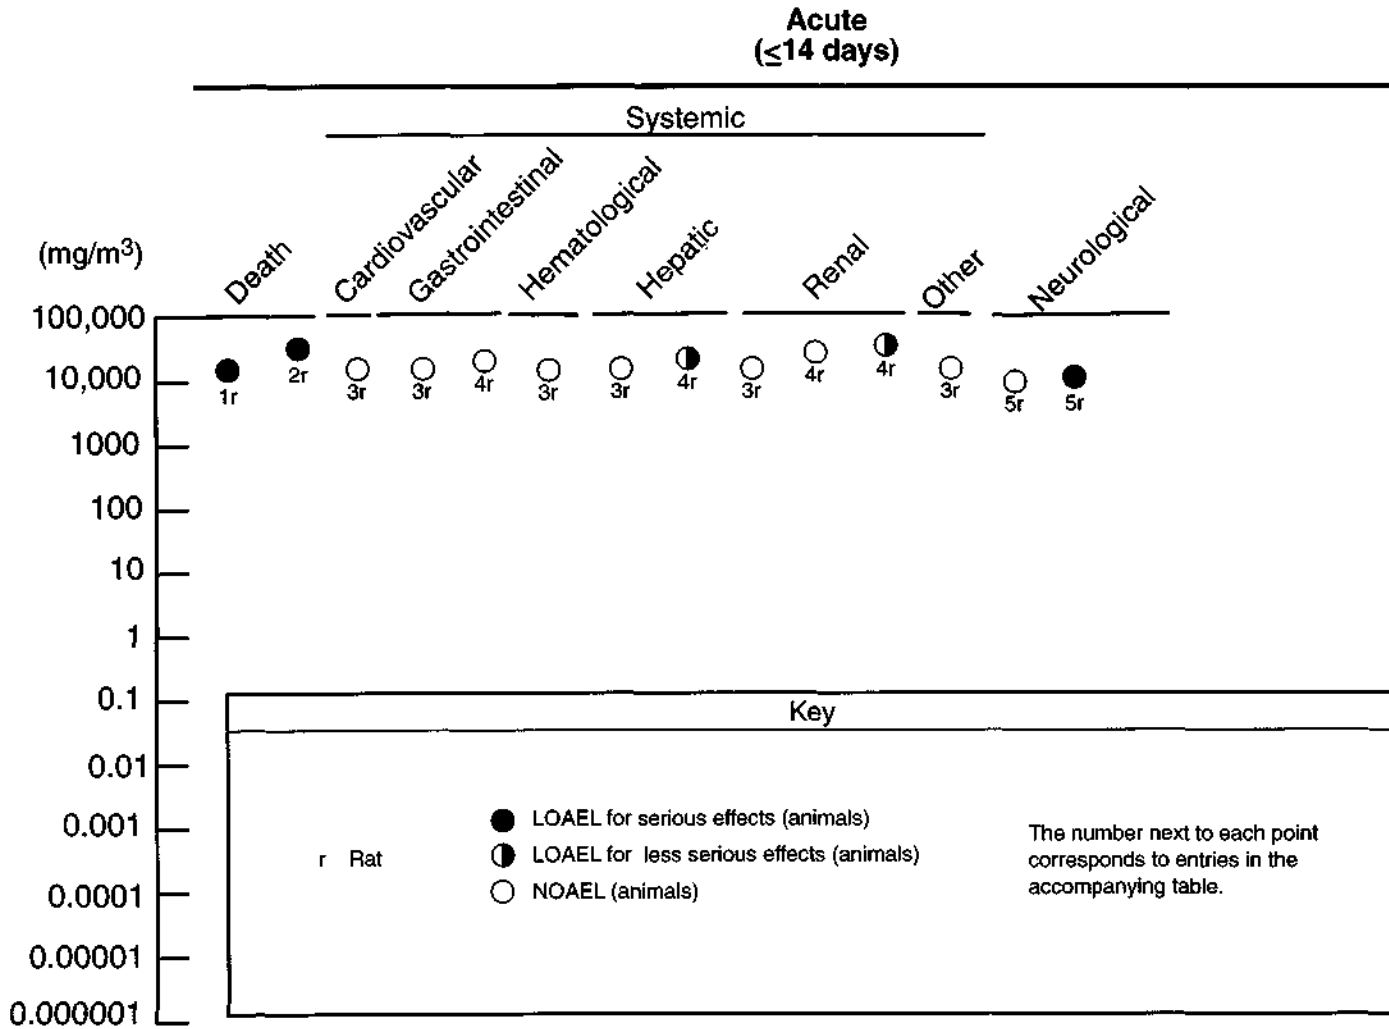 Acute
(≤14 days)
Systemic
(mg/m³)
Death
Cardiovascular
Gastrointestinal
Hematological
Hepatic
Renal
Other
Neurological
100,000
10,000
1000
100
10
1
0.1
0.01
0.001
0.0001
0.00001
0.000001
1r 2r 3r 3r 4r 3r 3r 4r 3r 4r 4r 3r 5r 5r
Key
r Rat
LOAEL for serious effects (animals)
LOAEL for less serious effects (animals)
NOAEL (animals)
The number next to each point
corresponds to entries in the
accompanying table.